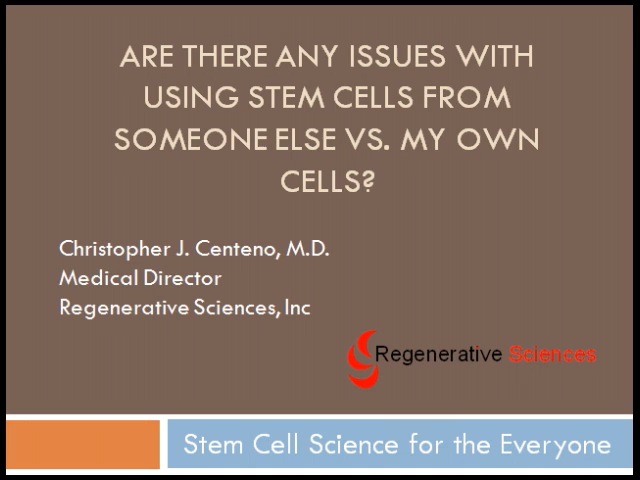 ARE THERE ANY ISSUES WITH
USING STEM CELLS FROM
SOMEONE ELSE VS. MY OWN
CELLS?
Christopher J. Centeno, M.D.
Medical Director
Regenerative Sciences, Inc
Regenerative Sciences
Stem Cell Science for the Everyone